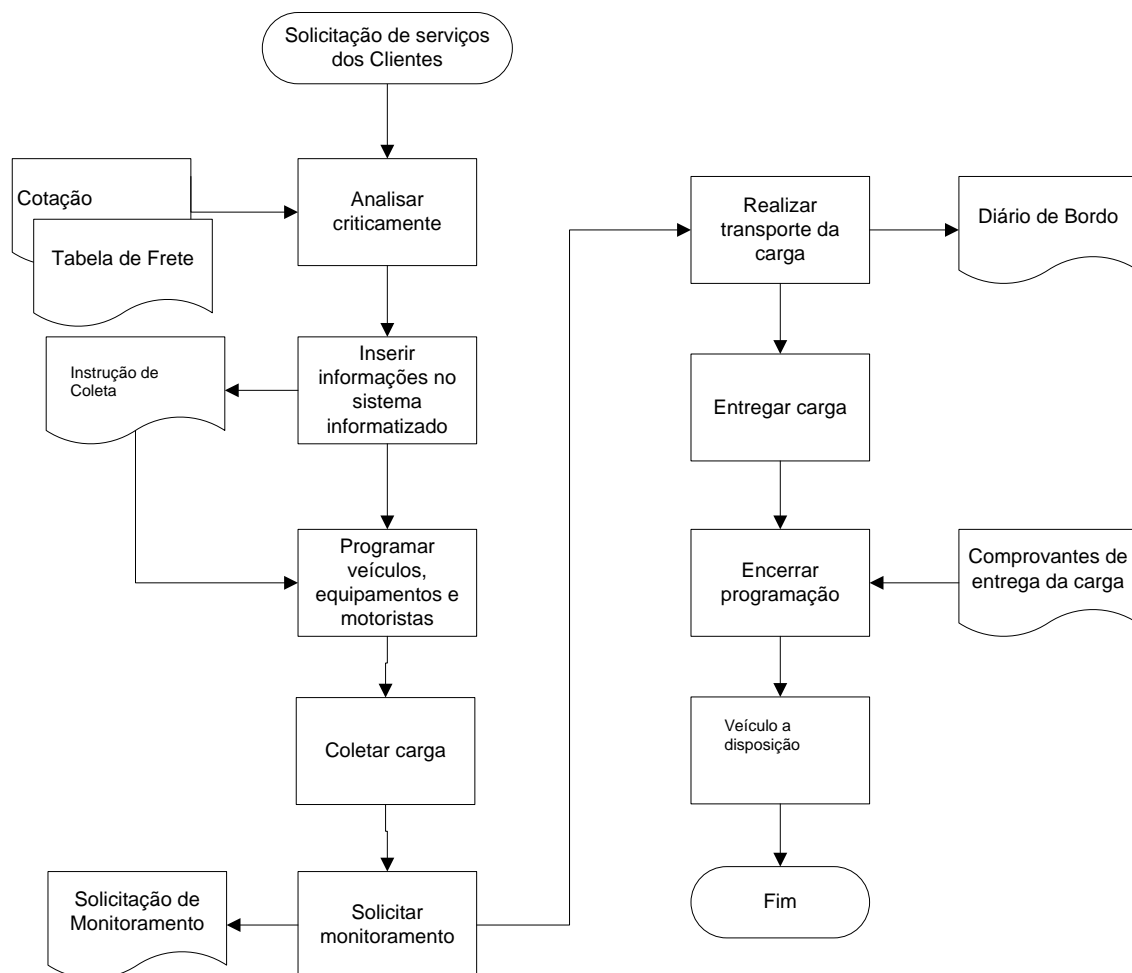 Solicitação de serviços
dos Clientes
Cotação
Tabela de Frete
Analisar
criticamente
Instrução de
Coleta
Inserir
informações no
sistema
informatizado
Programar
veículos,
equipamentos e
motoristas
Coletar carga
Solicitação de
Monitoramento
Solicitar
monitoramento
Realizar
transporte da
carga
Diário de Bordo
Entregar carga
Encerrar
programação
Comprovantes de
entrega da carga
Veículo a
disposição
Fim